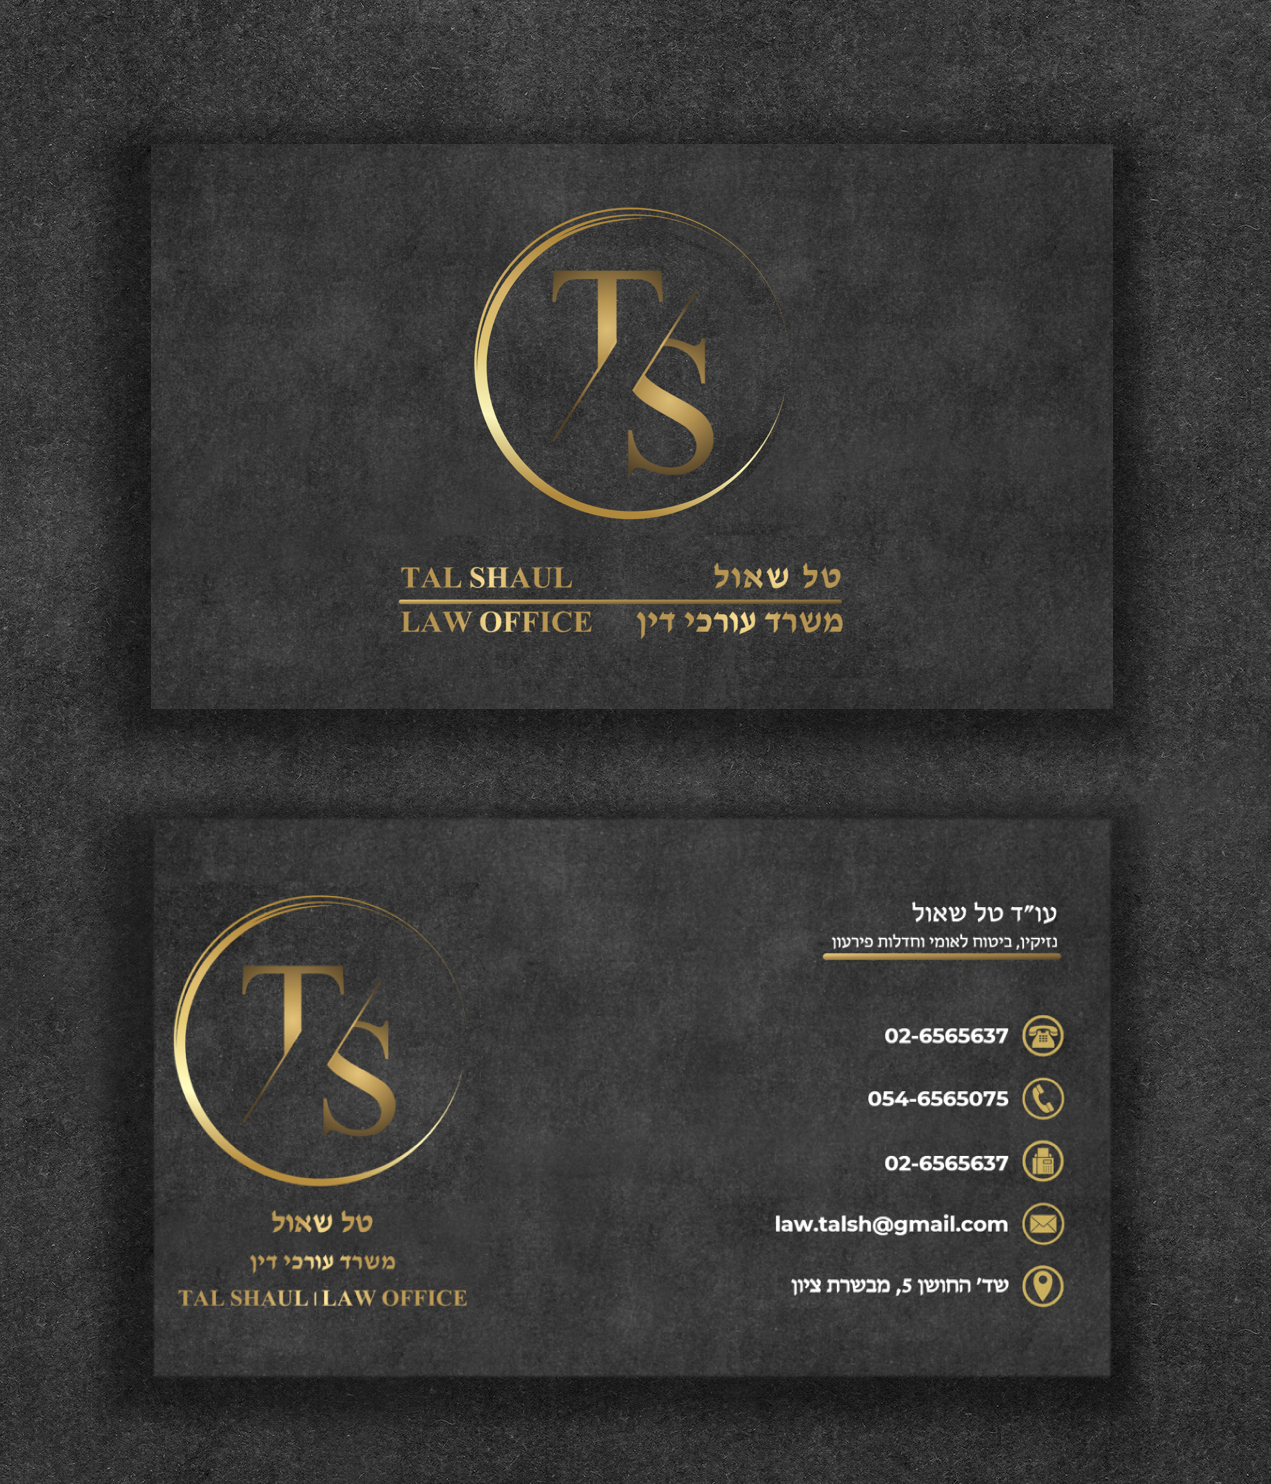 TS
TAL SHAUL טל שאול
LAW OFFICE משרד עורכי דין
TS
טל שאול
משרד עורכי דין
TAL SHAUL | LAW OFFICE
עו"ד טל שאול
נזיקין, ביטוח לאומי וחדלות פירעון
02-6565637
054-6565075
02-6565637
law.talsh@gmail.com
שד' החושן 5, מבשרת ציון